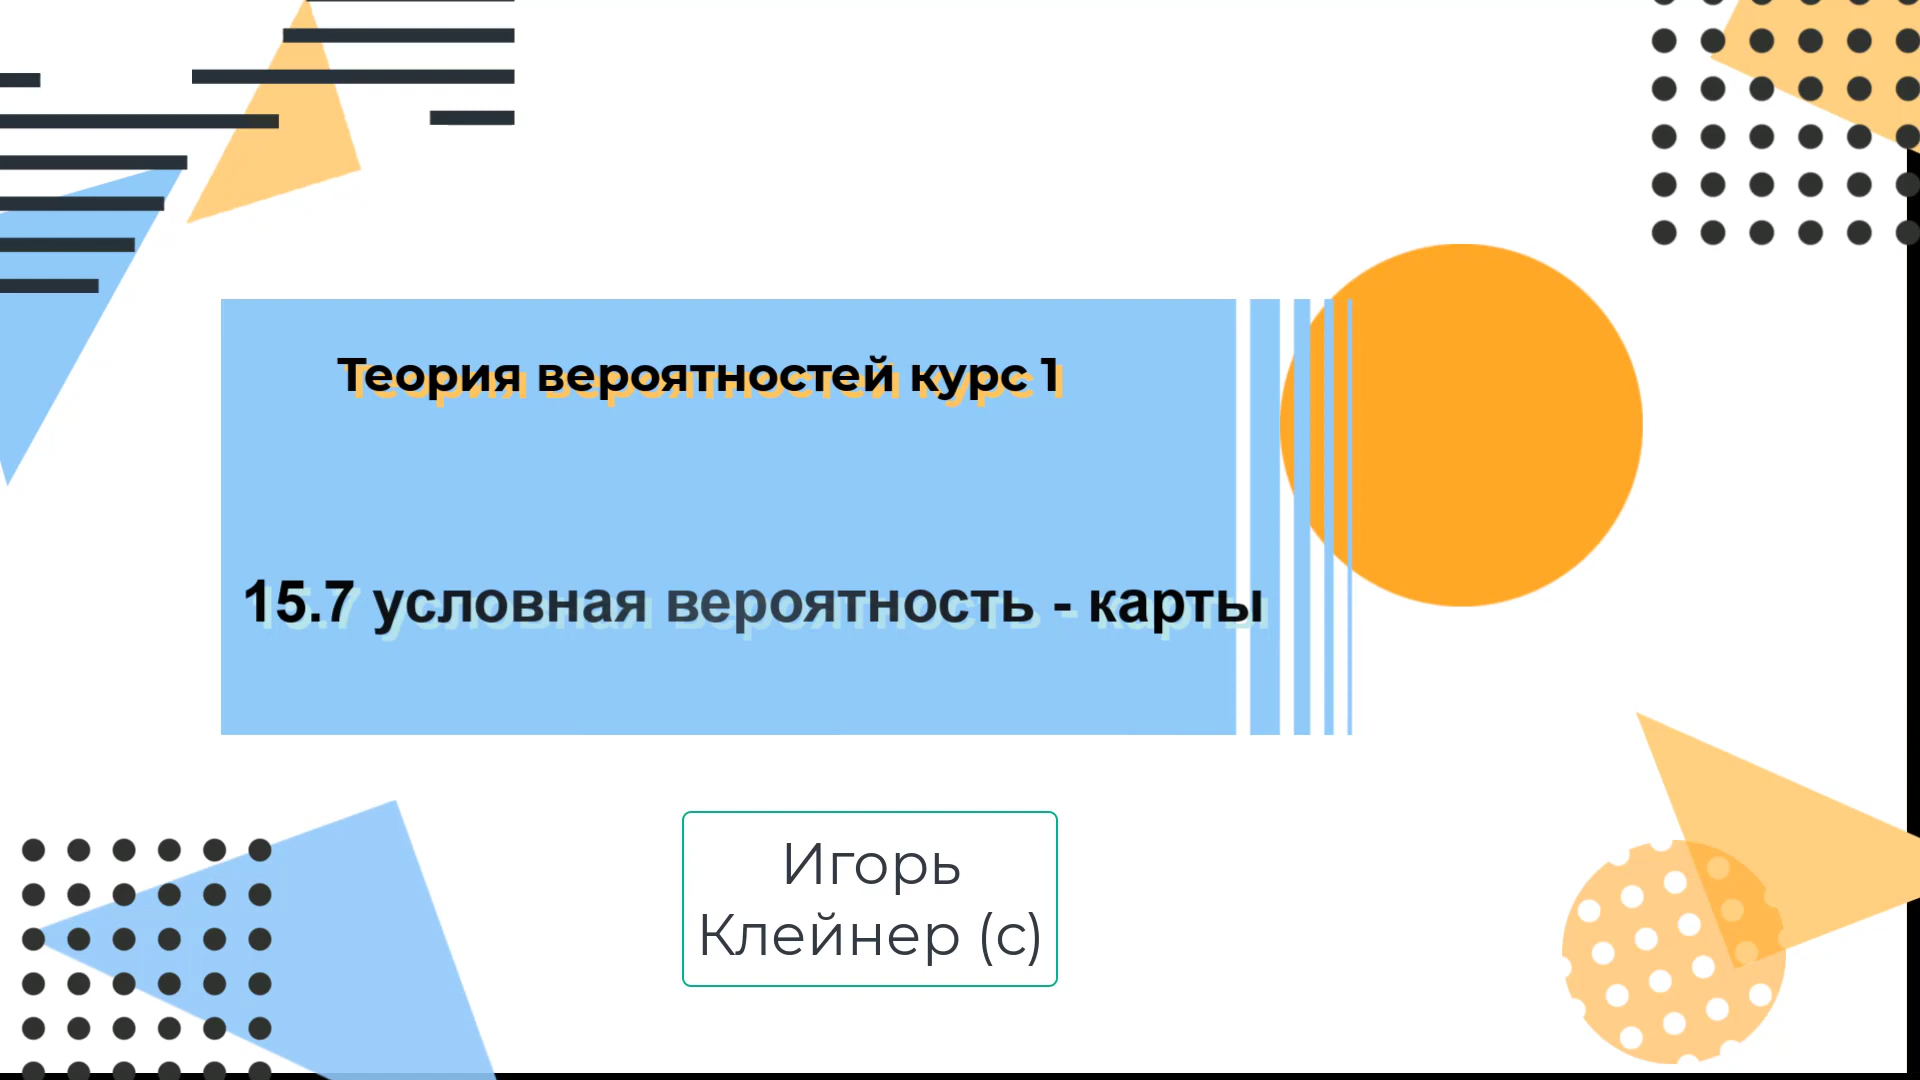 Теория вероятностей курс 1
15.7 условная вероятность - карты
Игорь
Клейнер (с)